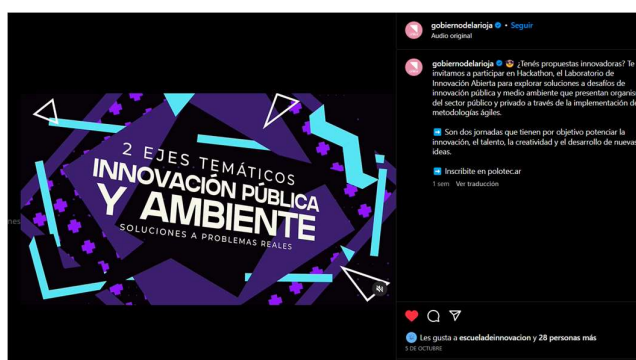 gobiernodelarioja • Seguir
Audio original
gobiernodelarioja ¿Tenés propuestas innovadoras? Te
invitamos a participar en Hackathon, el Laboratorio de
Innovación Abierta para explorar soluciones a desafíos de
innovación pública y medio ambiente que presentan
del sector público y privado a través de la implementación de
metodologías ágiles.
Son dos jornadas que tienen por objetivo potenciar la
innovación, el talento, la creatividad y el desarrollo de nuevas
ideas.
Inscribite en polotec.ar
1 sem Ver traducción
2 EJES TEMÁTICOS
INNOVACIÓN PÚBLICA
Y AMBIENTE
SOLUCIONES A PROBLEMAS REALES
Les gusta a escueladeinnovacion y 28 personas más
5 DE OCTUBRE